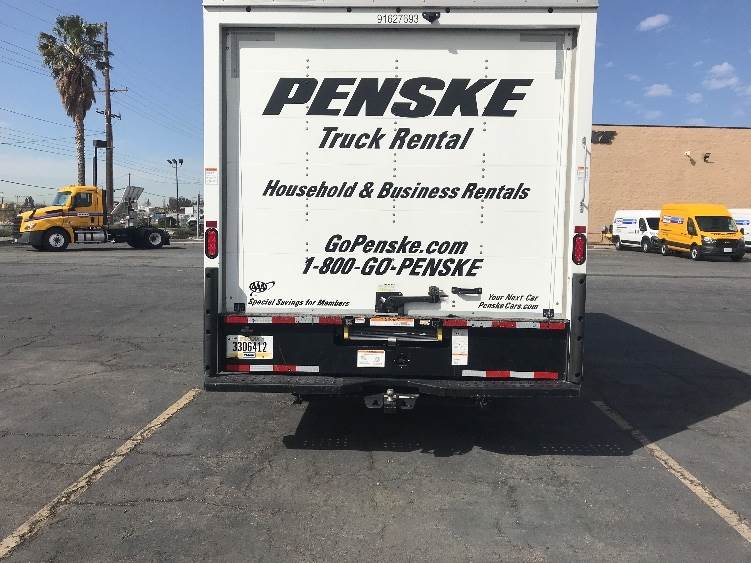 91627693
PENSKE
Truck Rental
Household & Business Rentals
GoPenske.com
1-800-GO-PENSKE
AAA
Special Savings for Members
Your Next Car
PenskeCars.com
3306412